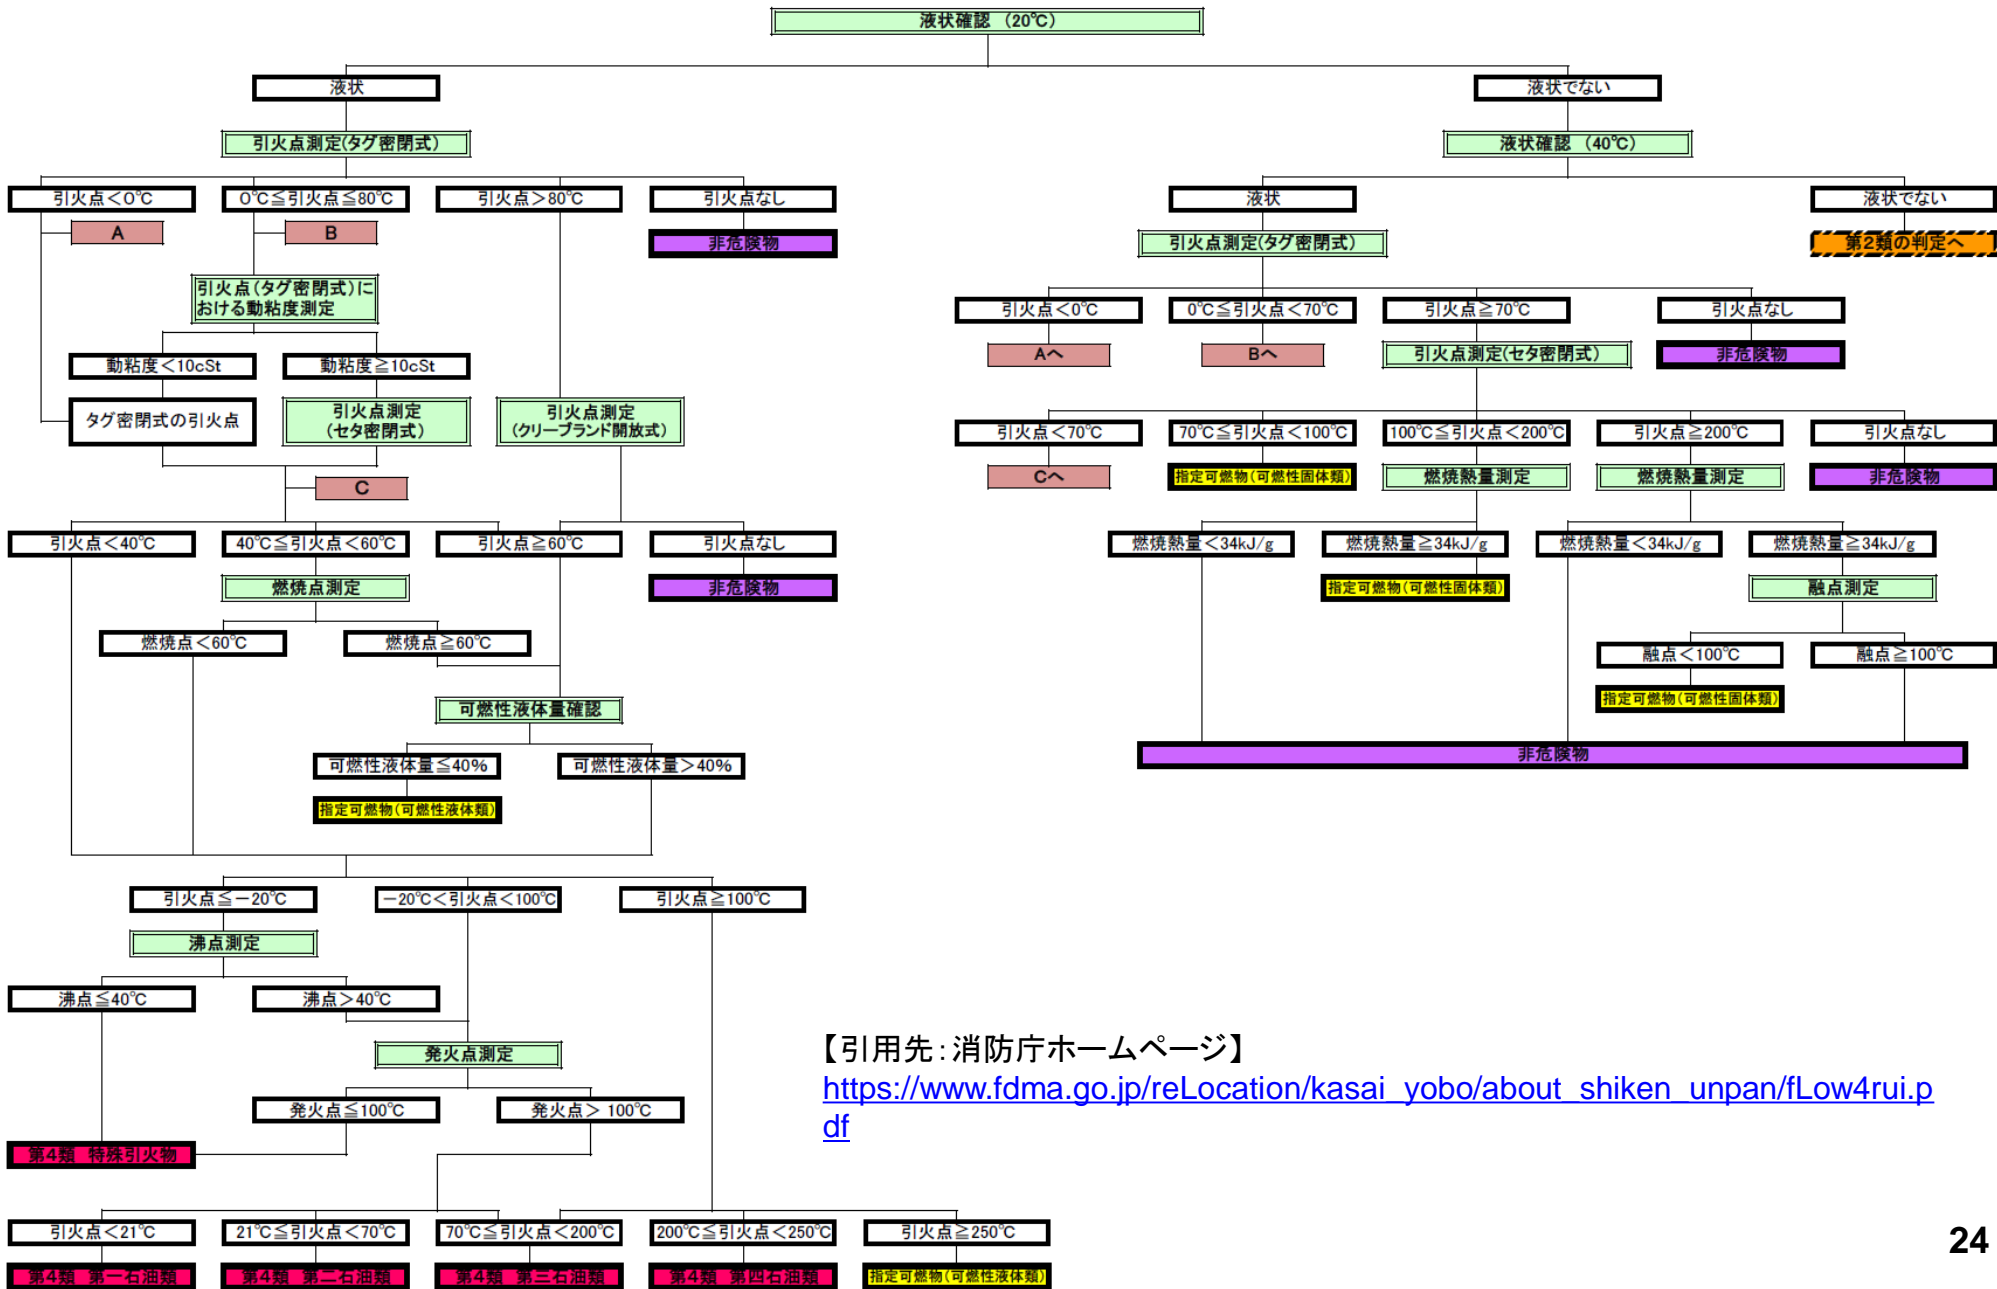 液状確認 (20℃)
液状
液状でない
引火点測定(タグ密閉式)
液状確認 (40℃)
引火点<0℃
0℃≦引火点≦80℃
引火点>80℃
引火点なし
液状
液状でない
A
B
非危険物
引火点測定(タグ密閉式)
第2類の判定へ
引火点(タグ密閉式)に
おける動粘度測定
引火点<0℃
0℃≦引火点<70℃
引火点≧70℃
引火点なし
Aへ
Bへ
引火点測定(セタ密閉式)
非危険物
動粘度<10cSt
動粘度≧10cSt
タグ密閉式の引火点
引火点測定
(セタ密閉式)
引火点測定
(クリーブランド開放式)
引火点<70℃
70℃≦引火点<100℃
100℃≦引火点<200℃
引火点≧200℃
引火点なし
C
Cへ
指定可燃物(可燃性固体類)
燃焼熱量測定
燃焼熱量測定
非危険物
引火点<40℃
40℃≦引火点<60℃
引火点≧60℃
引火点なし
燃焼熱量<34kJ/g
燃焼熱量≧34kJ/g
燃焼熱量<34kJ/g
燃焼熱量≧34kJ/g
燃焼点測定
非危険物
指定可燃物(可燃性固体類)
融点測定
燃焼点<60℃
燃焼点≧60℃
融点<100℃
融点≧100℃
可燃性液体量確認
指定可燃物(可燃性固体類)
可燃性液体量≦40%
可燃性液体量>40%
非危険物
指定可燃物(可燃性液体類)
引火点≦-20℃
-20℃<引火点<100℃
引火点≧100℃
沸点測定
沸点≦40℃
沸点>40℃
発火点測定
発火点≦100℃
発火点> 100℃
第4類 特殊引火物
【引用先:消防庁ホームページ】
https://www.fdma.go.jp/reLocation/kasai_yobo/about_shiken_unpan/fLow4rui.p
df
引火点<21℃
21℃≦引火点<70℃
70℃≦引火点<200℃
200℃≦引火点<250℃
引火点≧250℃
第4類 第一石油類
第4類 第二石油類
第4類 第三石油類
第4類 第四石油類
指定可燃物(可燃性液体類)
24